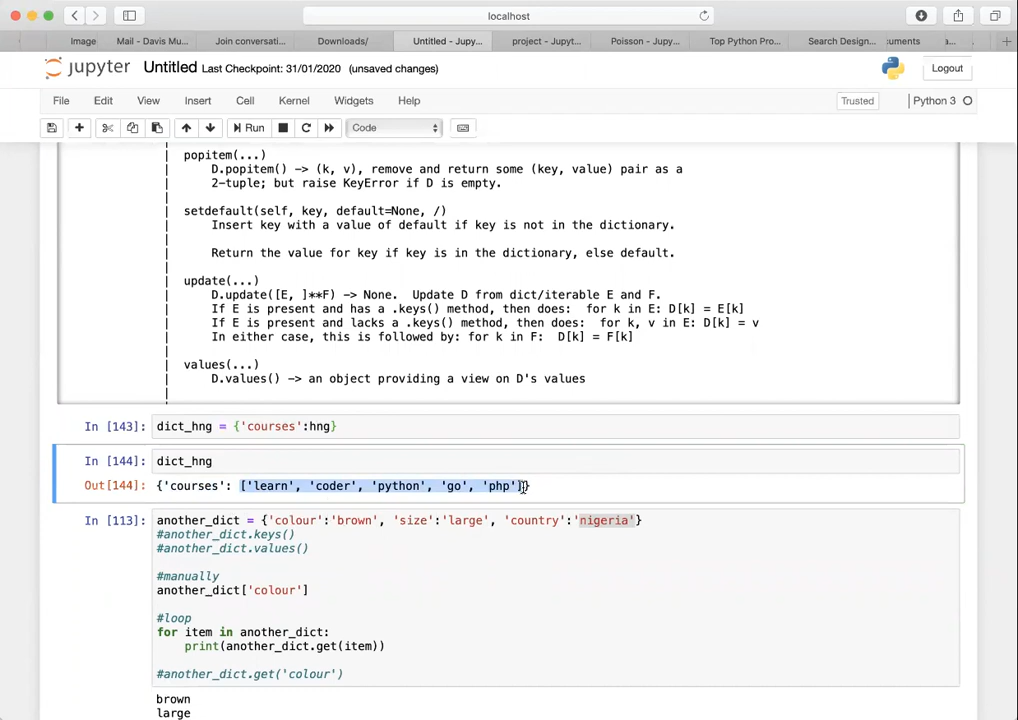 localhost
Image
Mail - Davis Mu...
Join conversati...
Downloads/
Untitled - Jupy...
project - Jupyt...
Poisson - Jupy...
Top Python Pro...
Search Design...
:uments
a...
jupyter Untitled Last Checkpoint: 31/01/2020 (unsaved changes)
Logout
File Edit View Insert Cell Kernel Widgets Help
Trusted
Python 3
Run
Code
popitem(...)
D.popitem() -> (k, v), remove and return some (key, value) pair as a
2-tuple; but raise KeyError if D is empty.
setdefault(self, key, default=None, /)
Insert key with a value of default if key is not in the dictionary.
Return the value for key if key is in the dictionary, else default.
update(...)
D.update([E, ]**F) -> None. Update D from dict/iterable E and F.
If E is present and has a .keys() method, then does: for k in E: D[k] = E[k]
If E is present and lacks a .keys() method, then does: for k, v in E: D[k] = v
In either case, this is followed by: for k in F: D[k] = F[k]
values(...)
D.values() -> an object providing a view on D's values
In [143]: dict_hng = {'courses':hng}
In [144]: dict_hng
Out[144]: {'courses': ['learn', 'coder', 'python', 'go', 'php']}
In [113]: another_dict = {'colour':'brown', 'size':'large', 'country':'nigeria'}
#another_dict.keys()
#another_dict.values()
#manually
another_dict['colour']
#loop
for item in another_dict:
print(another_dict.get(item))
#another_dict.get('colour')
brown
large